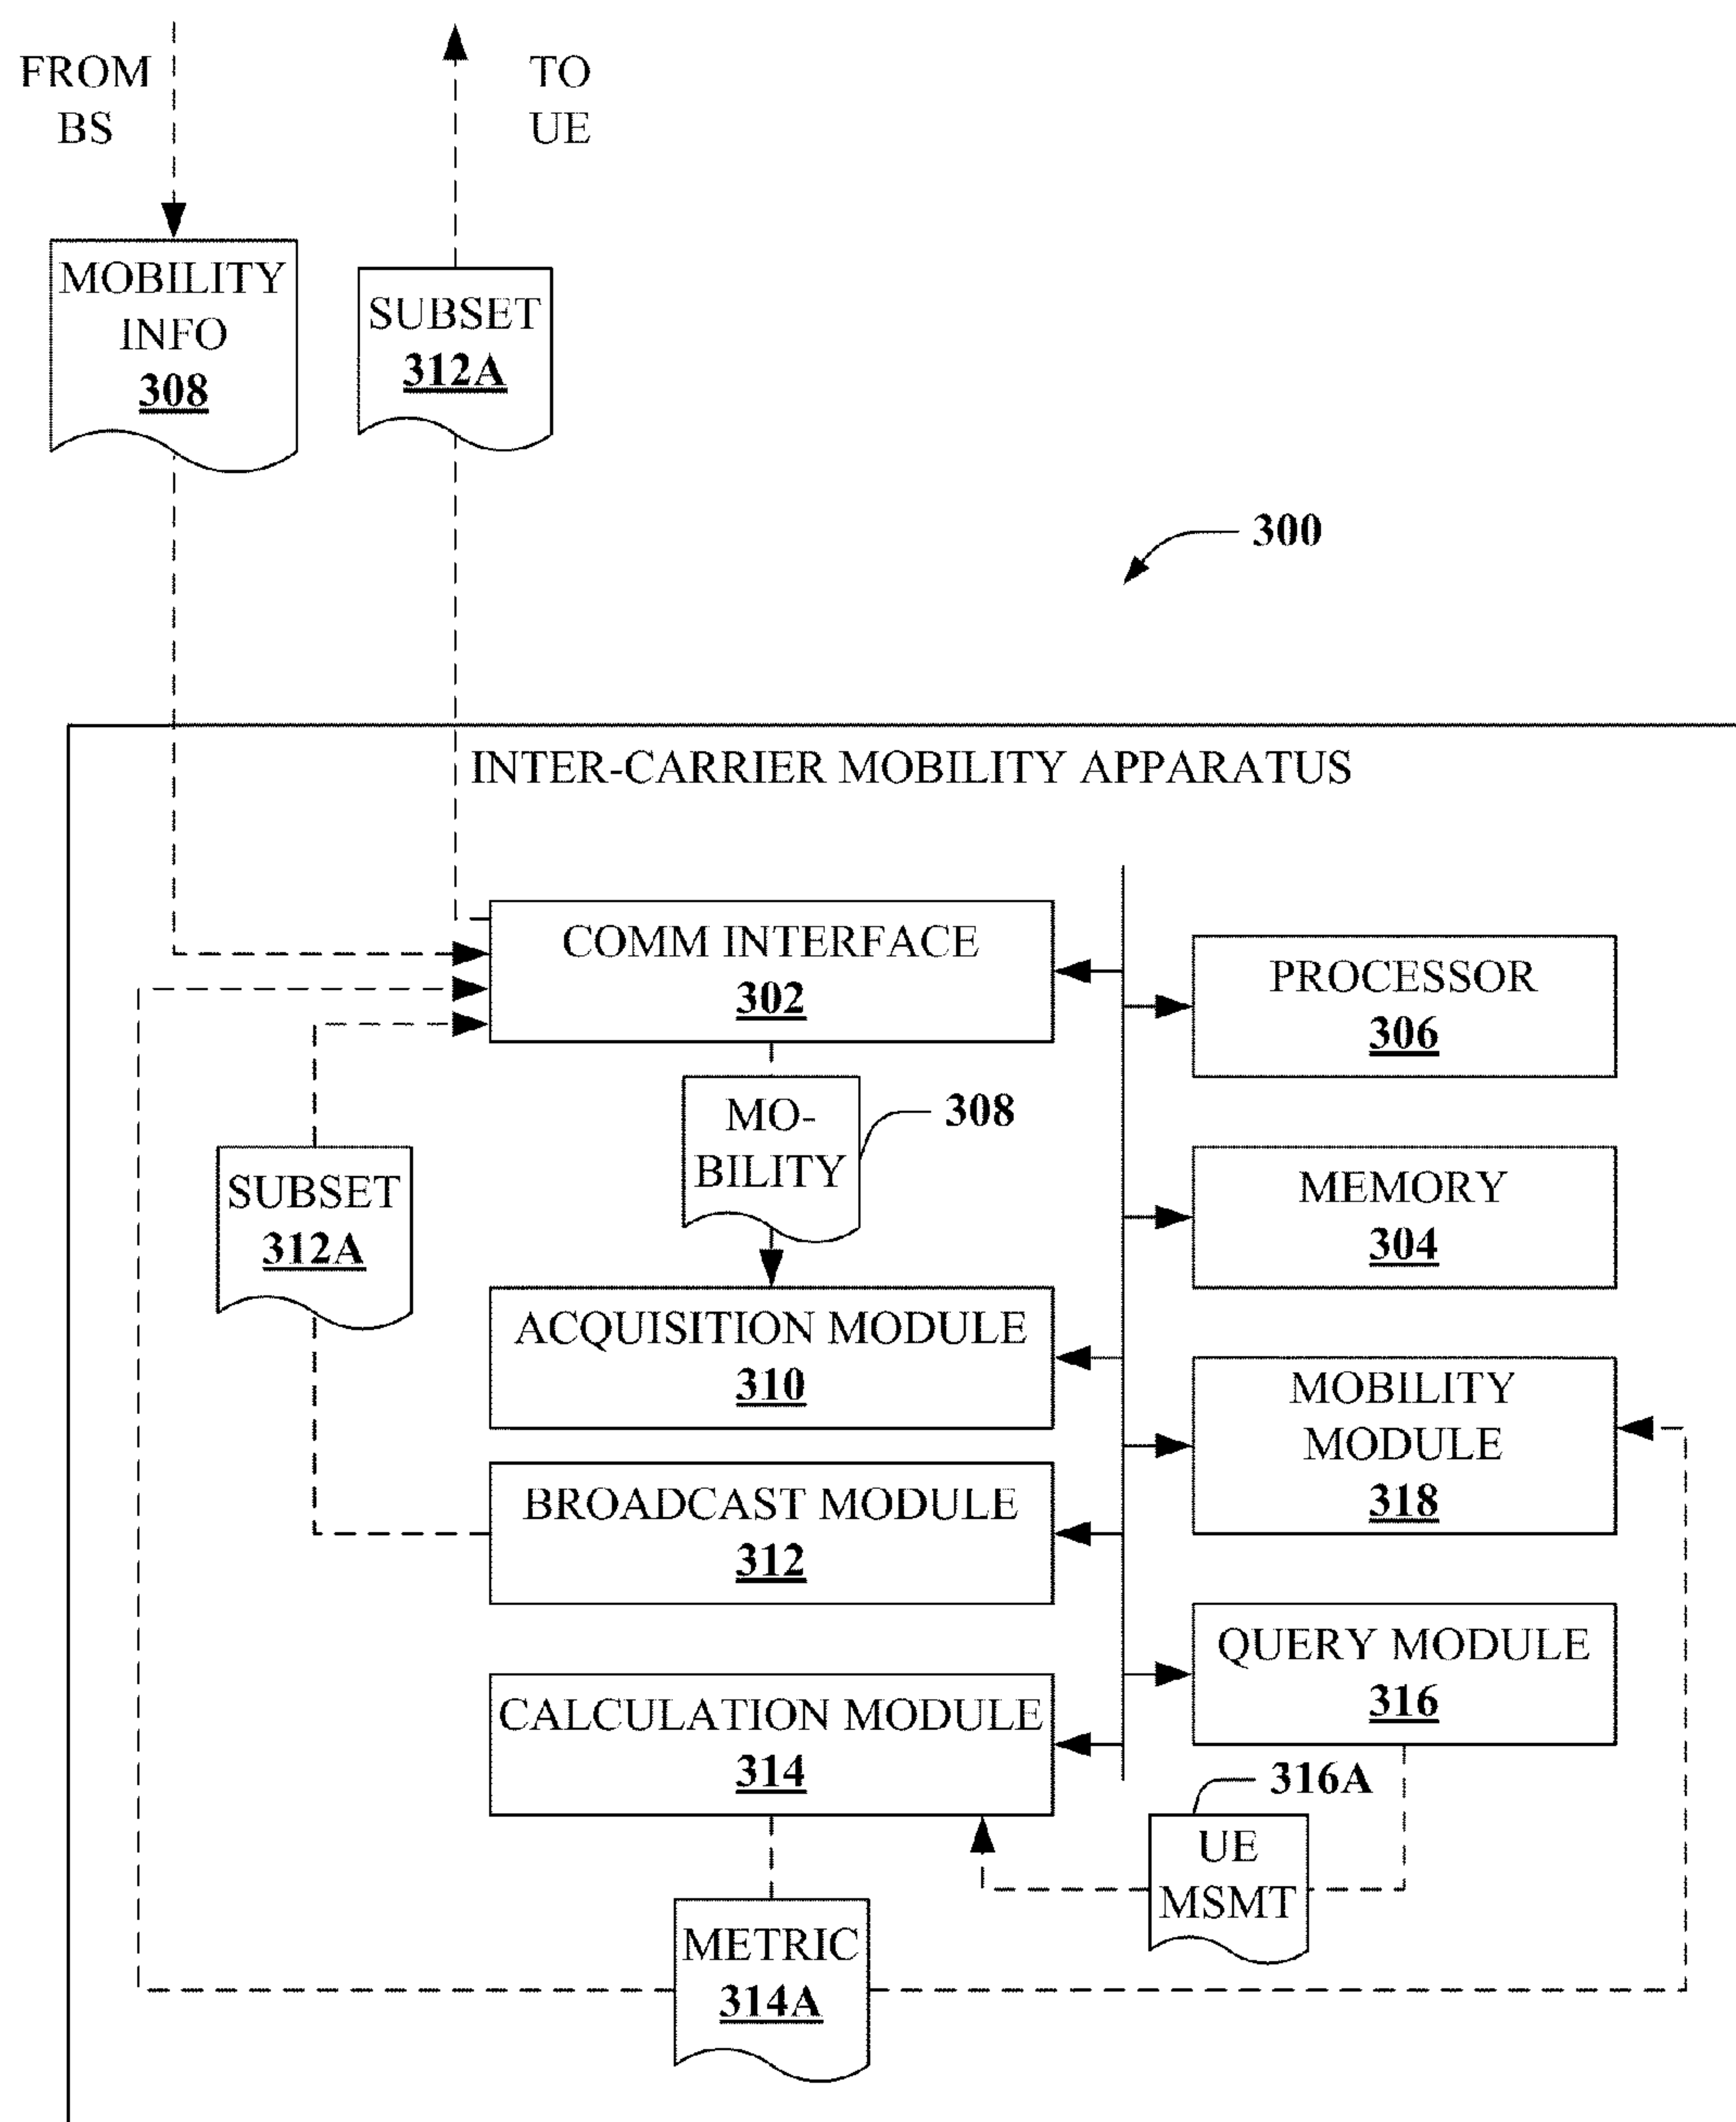 FROM
BS
TO
UE
MOBILITY
INFO
308
SUBSET
312A
300
INTER-CARRIER MOBILITY APPARATUS
COMM INTERFACE
302
PROCESSOR
306
MO-
BILITY
308
SUBSET
312A
MEMORY
304
ACQUISITION MODULE
310
MOBILITY
MODULE
318
BROADCAST MODULE
312
QUERY MODULE
316
CALCULATION MODULE
314
316A
UE
MSMT
METRIC
314A